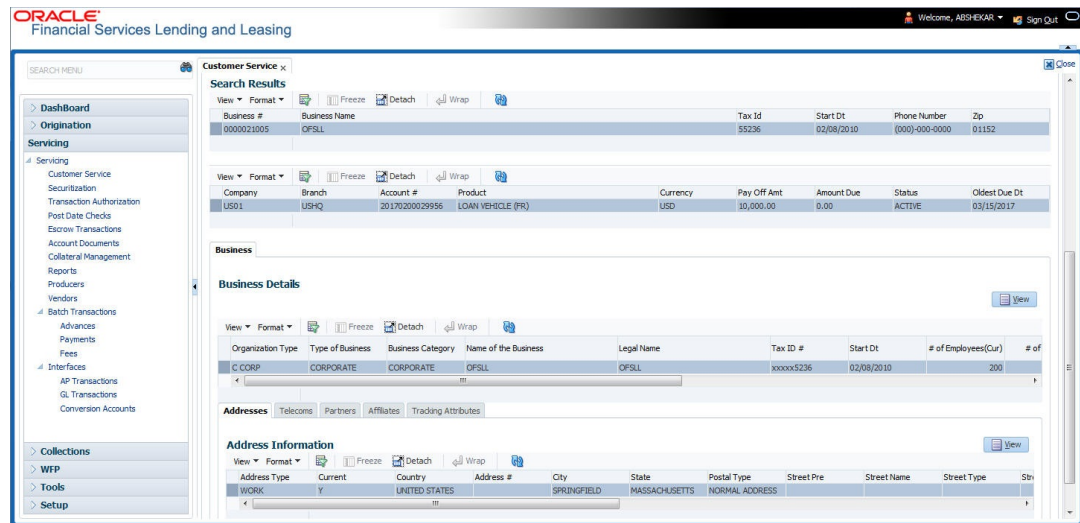 ORACLE
Financial Services Lending and Leasing
Welcome, ABSHEKAR
Sign Out
SEARCH MENU
DashBoard
Origination
Servicing
Servicing
Customer Service
Securitization
Transaction Authorization
Post Date Checks
Escrow Transactions
Account Documents
Collateral Management
Reports
Producers
Vendors
Batch Transactions
Advances
Payments
Fees
Interfaces
AP Transactions
GL Transactions
Conversion Accounts
Collections
WFP
Tools
Setup
Customer Service x
Close
Search Results
View Format Freeze Detach Wrap
Business # Business Name Tax Id Start Dt Phone Number Zip
0000021005 OFSLL 55236 02/08/2010 (000)-000-0000 01152
View Format Freeze Detach Wrap
Company Branch Account # Product Currency Pay Off Amt Amount Due Status Oldest Due Dt
US01 USHQ 20170200029956 LOAN VEHICLE (FR) USD 10,000.00 0.00 ACTIVE 03/15/2017
Business
Business Details
View
View Format Freeze Detach Wrap
Organization Type Type of Business Business Category Name of the Business Legal Name Tax ID # Start Dt # of Employees(Cur) # of
C CORP CORPORATE CORPORATE OFSLL OFSLL xxxxx5236 02/08/2010 200
Addresses Telecoms Partners Affiliates Tracking Attributes
Address Information
View
View Format Freeze Detach Wrap
Address Type Current Country Address # City State Postal Type Street Pre Street Name Street Type Stre
WORK Y UNITED STATES SPRINGFIELD MASSACHUSETTS NORMAL ADDRESS